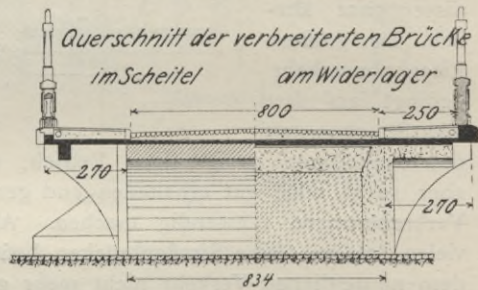 Querschnitt der verbreiterten Brücke
im Scheitel am Widerlager
800 250
270
270
834